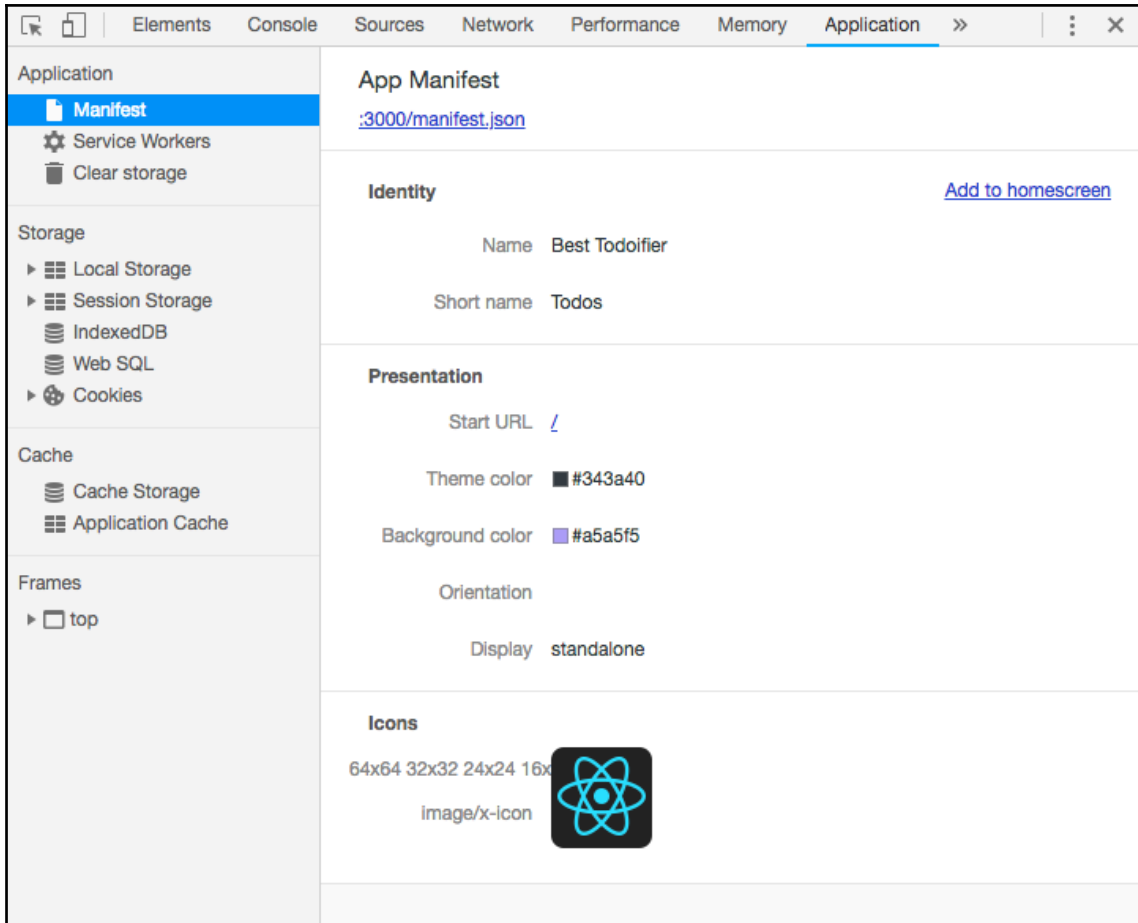 Elements Console Sources Network Performance Memory Application »
Application
Manifest
Service Workers
Clear storage
Storage
Local Storage
Session Storage
IndexedDB
Web SQL
Cookies
Cache
Cache Storage
Application Cache
Frames
top
App Manifest
:3000/manifest.json
Identity Add to homescreen
Name Best Todoifier
Short name Todos
Presentation
Start URL /
Theme color #343a40
Background color #a5a5f5
Orientation
Display standalone
Icons
64x64 32x32 24x24 16x
image/x-icon